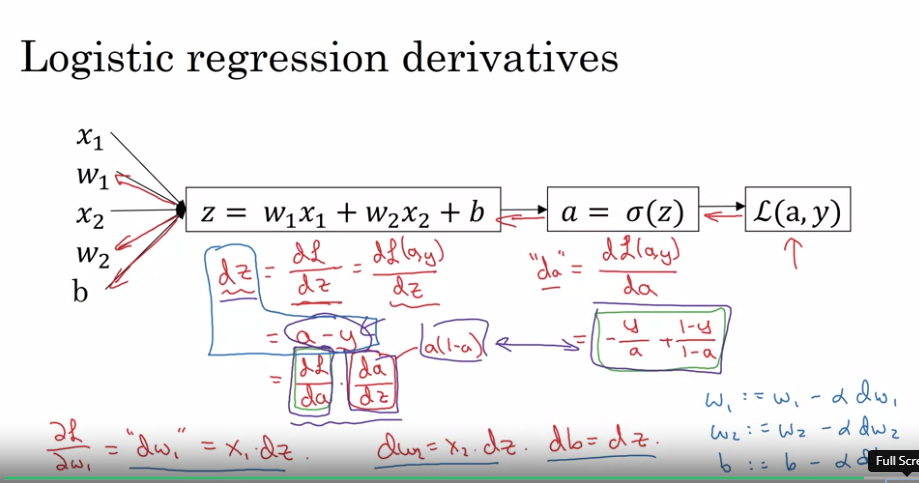 Logistic regression derivatives
x₁
w₁
x₂
w₂
b
z = w₁x₁ + w₂x₂ + b
a = σ(z)
ℒ(a, y)
dz = dℒ/dz = dℒ(a,y)/dz
"da" = dℒ(a,y)/da
= a - y
a(1-a)
= -y/a + 1-y/1-a
= dℒ/da · da/dz
∂ℒ/∂w₁ = "dw₁" = x₁·dz.
dw₂ = x₂·dz.
db = dz.
w₁ := w₁ - α dw₁
w₂ := w₂ - α dw₂
b := b - α d
Full Scre